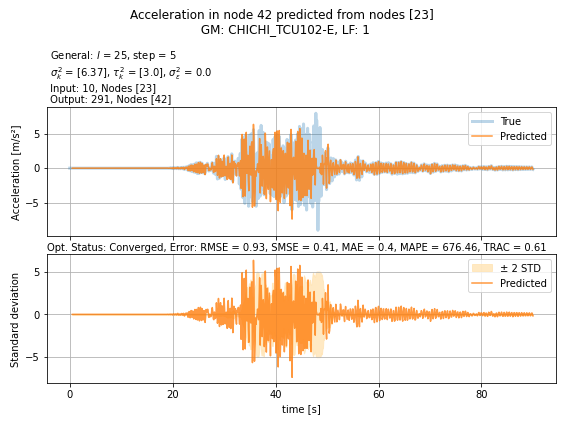 Acceleration in node 42 predicted from nodes [23]
GM: CHICHI_TCU102-E, LF: 1
General: l = 25, step = 5
σ²ₖ = [6.37], τ²ₖ = [3.0], σ²ε = 0.0
Input: 10, Nodes [23]
Output: 291, Nodes [42]
Acceleration [m/s²]
5
0
−5
True
Predicted
Opt. Status: Converged, Error: RMSE = 0.93, SMSE = 0.41, MAE = 0.4, MAPE = 676.46, TRAC = 0.61
Standard deviation
5
0
−5
± 2 STD
Predicted
0 20 40 60 80
time [s]